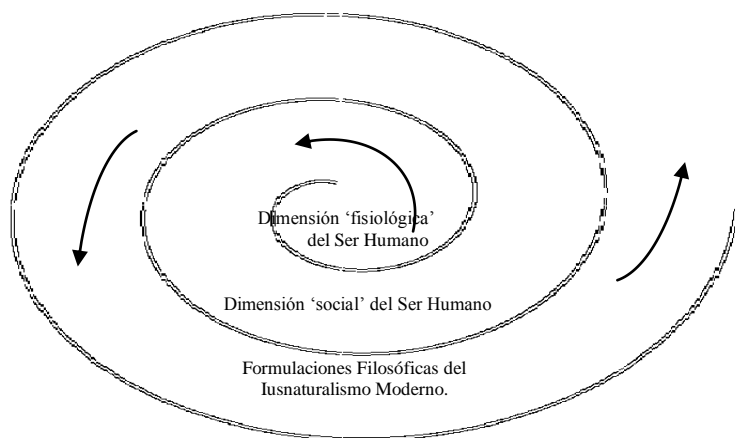 Dimensión ‘fisiológica’
del Ser Humano
Dimensión ‘social’ del Ser Humano
Formulaciones Filosóficas del
Iusnaturalismo Moderno.